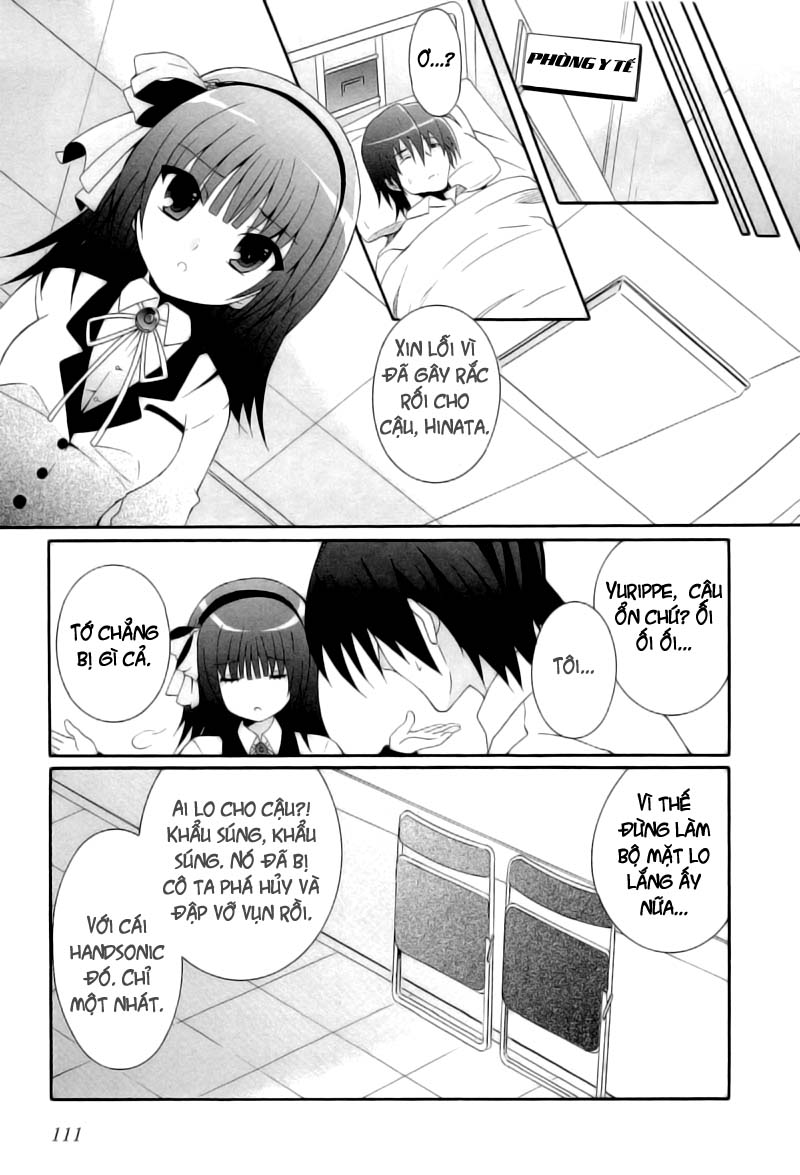 PHÒNG Y TẾ
Ơ...?
XIN LỐI VÌ
ĐÃ GÂY RẮC
RỐI CHO
CẬU, HINATA.
YURIPPE, CẬU
ỔN CHỨ? ỐI
ỐI ỐI...
TÔI...
TỚ CHẲNG
BỊ GÌ CẢ.
VÌ THẾ
ĐỪNG LÀM
BỘ MẶT LO
LẮNG ẤY
NỮA...
AI LO CHO CẬU?!
KHẨU SÚNG, KHẨU
SÚNG. NÓ ĐÃ BỊ
CÔ TA PHÁ HỦY VÀ
ĐẬP VỠ VỤN RỒI.
VỚI CÁI
HANDSONIC
ĐÓ. CHỈ
MỘT NHÁT.
111